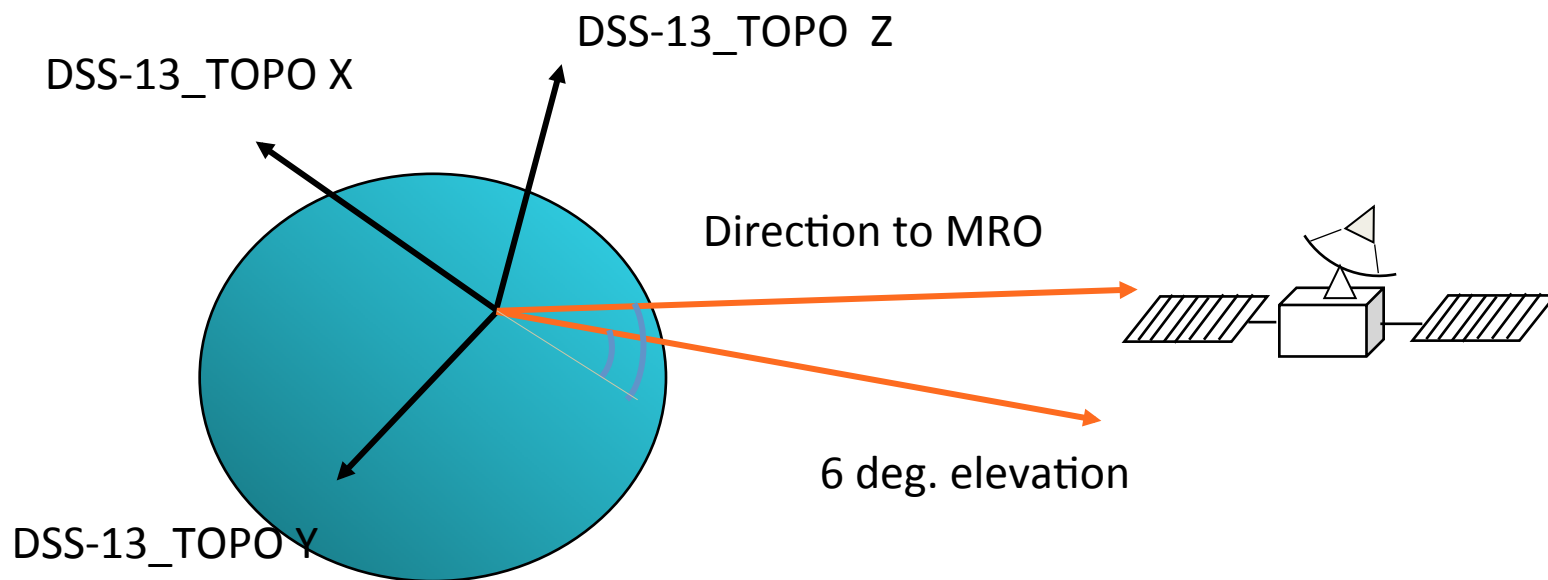 DSS-13_TOPO  Z
DSS-13_TOPO X
Direction to MRO
6 deg. elevation
DSS-13_TOPO Y